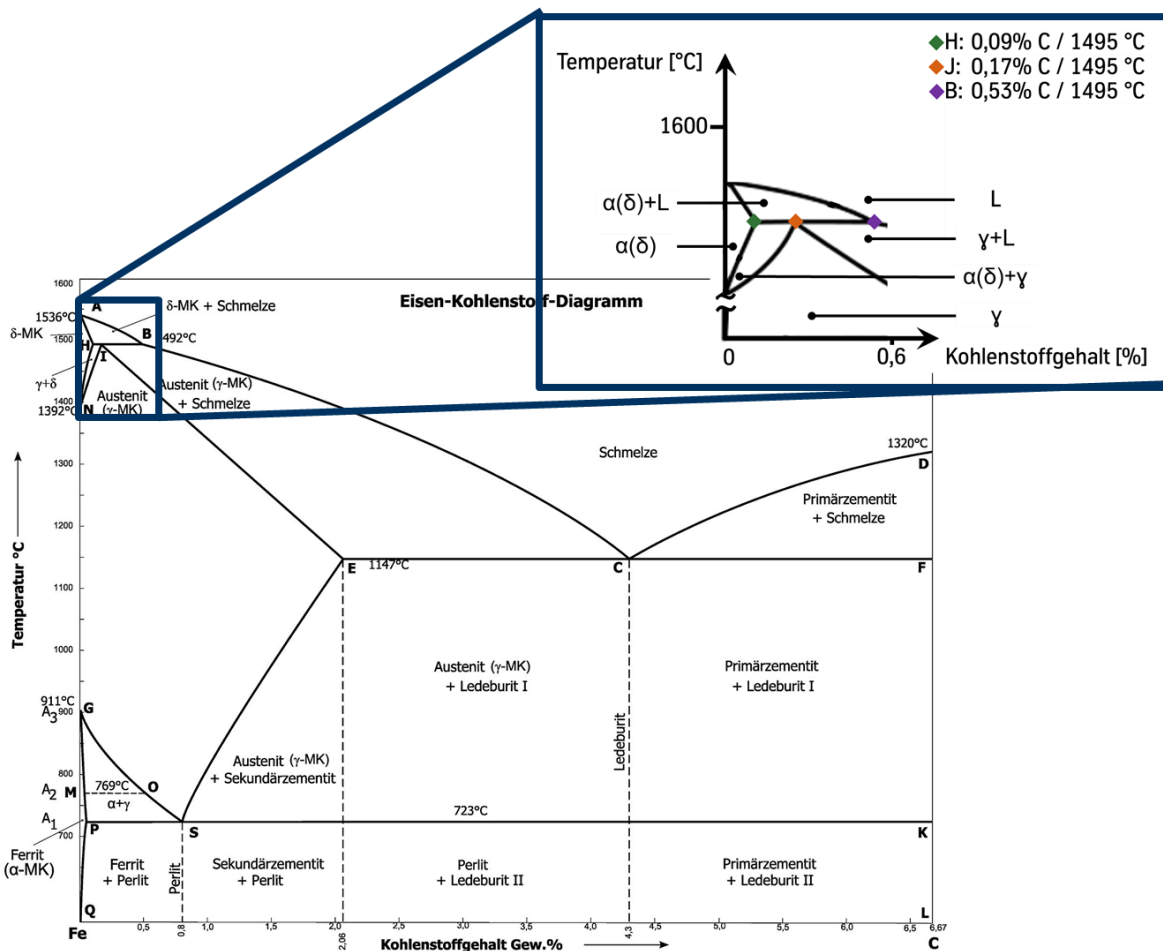 H: 0,09% C / 1495 °C
J: 0,17% C / 1495 °C
B: 0,53% C / 1495 °C
Temperatur [°C]
1600
α(δ)+L
L
α(δ)
γ+L
α(δ)+γ
γ
0
0,6
Kohlenstoffgehalt [%]
Eisen-Kohlenstoff-Diagramm
1600
A
δ-MK + Schmelze
1536°C
δ-MK
B
492°C
1500
H
I
γ+δ
Austenit (γ-MK)
+ Schmelze
Austenit
(γ-MK)
1400
N
1392°C
Schmelze
1320°C
D
1300
Primärzementit
+ Schmelze
1200
E
1147°C
C
F
1100
Temperatur °C
1000
Austenit (γ-MK)
+ Ledeburit I
Primärzementit
+ Ledeburit I
911°C
A3
900
G
Ledeburit
Austenit (γ-MK)
+ Sekundärzementit
800
A2
M
769°C
O
α+γ
A1
723°C
P
S
K
700
Ferrit
(α-MK)
Ferrit
+ Perlit
Perlit
Sekundärzementit
+ Perlit
Perlit
+ Ledeburit II
Primärzementit
+ Ledeburit II
Q
L
Fe
0,5
0,8
1,0
1,5
2,06
2,5
3,0
3,5
4,0
4,3
5,0
5,5
6,0
6,5
6,67
Kohlenstoffgehalt Gew.%
C